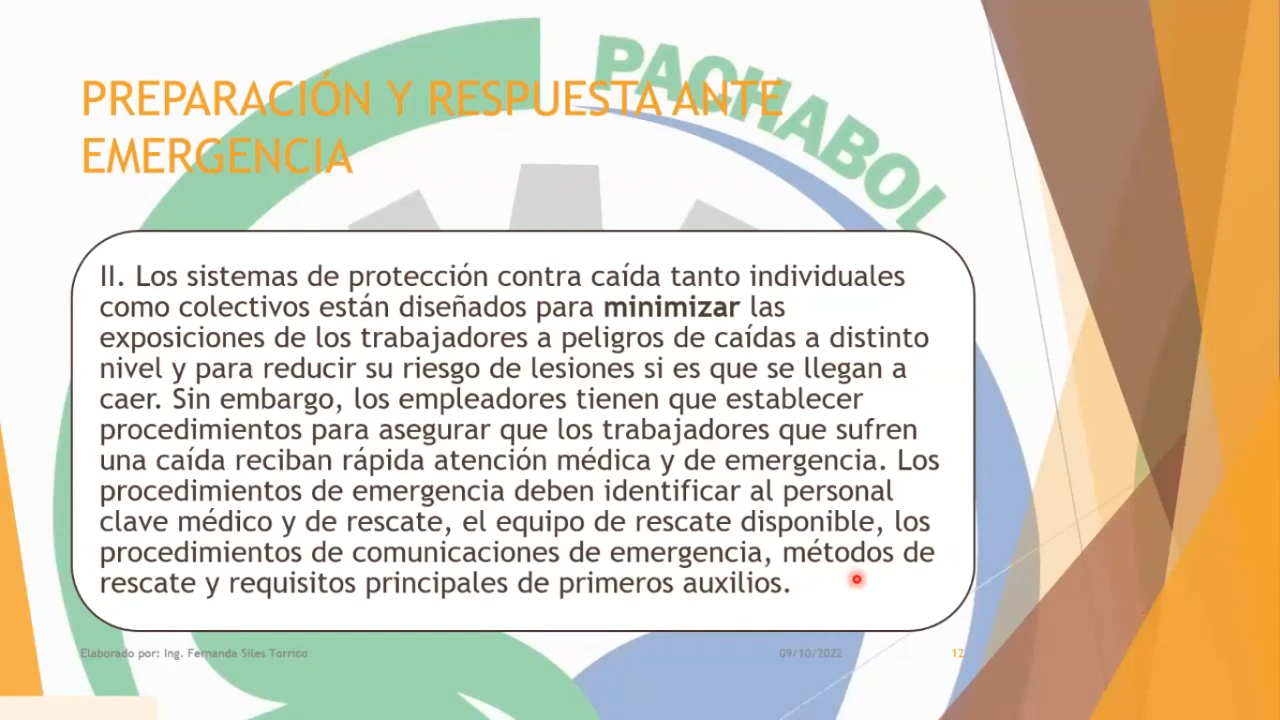 PACHABOL
PREPARACIÓN Y RESPUESTA ANTE
EMERGENCIA
II. Los sistemas de protección contra caída tanto individuales
como colectivos están diseñados para minimizar las
exposiciones de los trabajadores a peligros de caídas a distinto
nivel y para reducir su riesgo de lesiones si es que se llegan a
caer. Sin embargo, los empleadores tienen que establecer
procedimientos para asegurar que los trabajadores que sufren
una caída reciban rápida atención médica y de emergencia. Los
procedimientos de emergencia deben identificar al personal
clave médico y de rescate, el equipo de rescate disponible, los
procedimientos de comunicaciones de emergencia, métodos de
rescate y requisitos principales de primeros auxilios.
Elaborado por: Ing. Fernanda Siles Torrico
09/10/2022
12